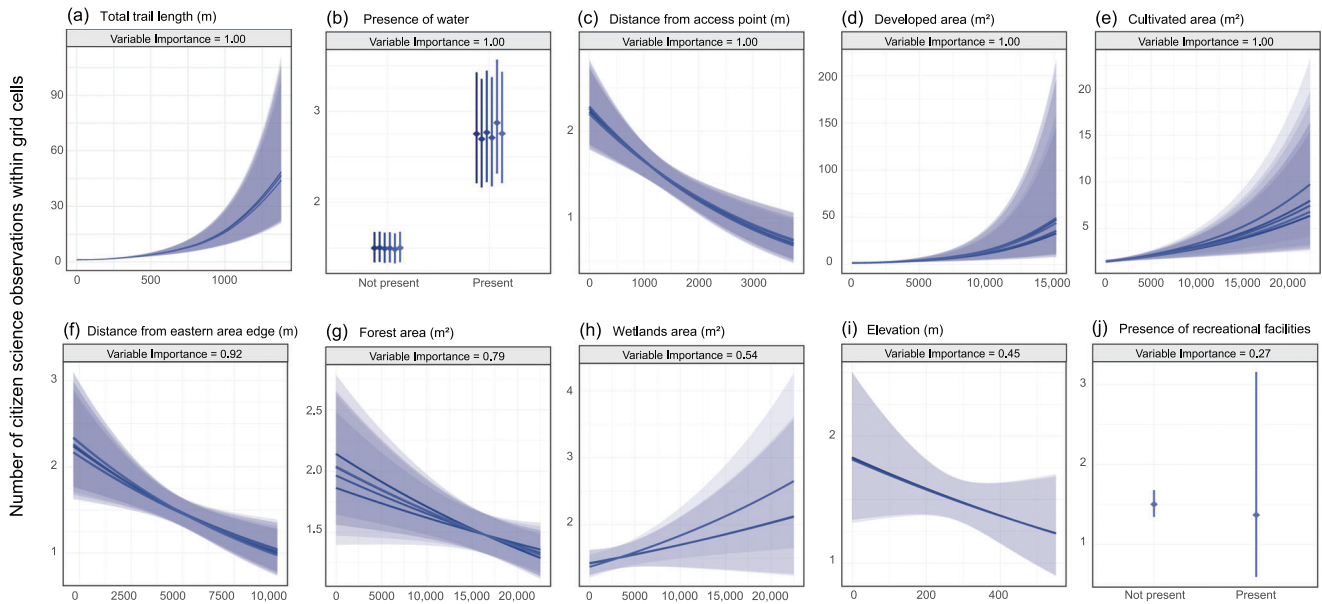 Number of citizen science observations within grid cells
(a) Total trail length (m)
Variable Importance = 1.00
90
60
30
0
0 500 1000
(b) Presence of water
Variable Importance = 1.00
3
2
Not present Present
(c) Distance from access point (m)
Variable Importance = 1.00
2
1
0 1000 2000 3000
(d) Developed area (m²)
Variable Importance = 1.00
200
150
100
50
0
0 5000 10,000 15,000
(e) Cultivated area (m²)
Variable Importance = 1.00
20
15
10
5
0 5000 10,000 15,000 20,000
(f) Distance from eastern area edge (m)
Variable Importance = 0.92
3
2
1
0 2500 5000 7500 10,000
(g) Forest area (m²)
Variable Importance = 0.79
2.5
2.0
1.5
0 5000 10,000 15,000 20,000
(h) Wetlands area (m²)
Variable Importance = 0.54
4
3
2
1
0 5000 10,000 15,000 20,000
(i) Elevation (m)
Variable Importance = 0.45
2
1
0 200 400
(j) Presence of recreational facilities
Variable Importance = 0.27
3
2
1
Not present Present